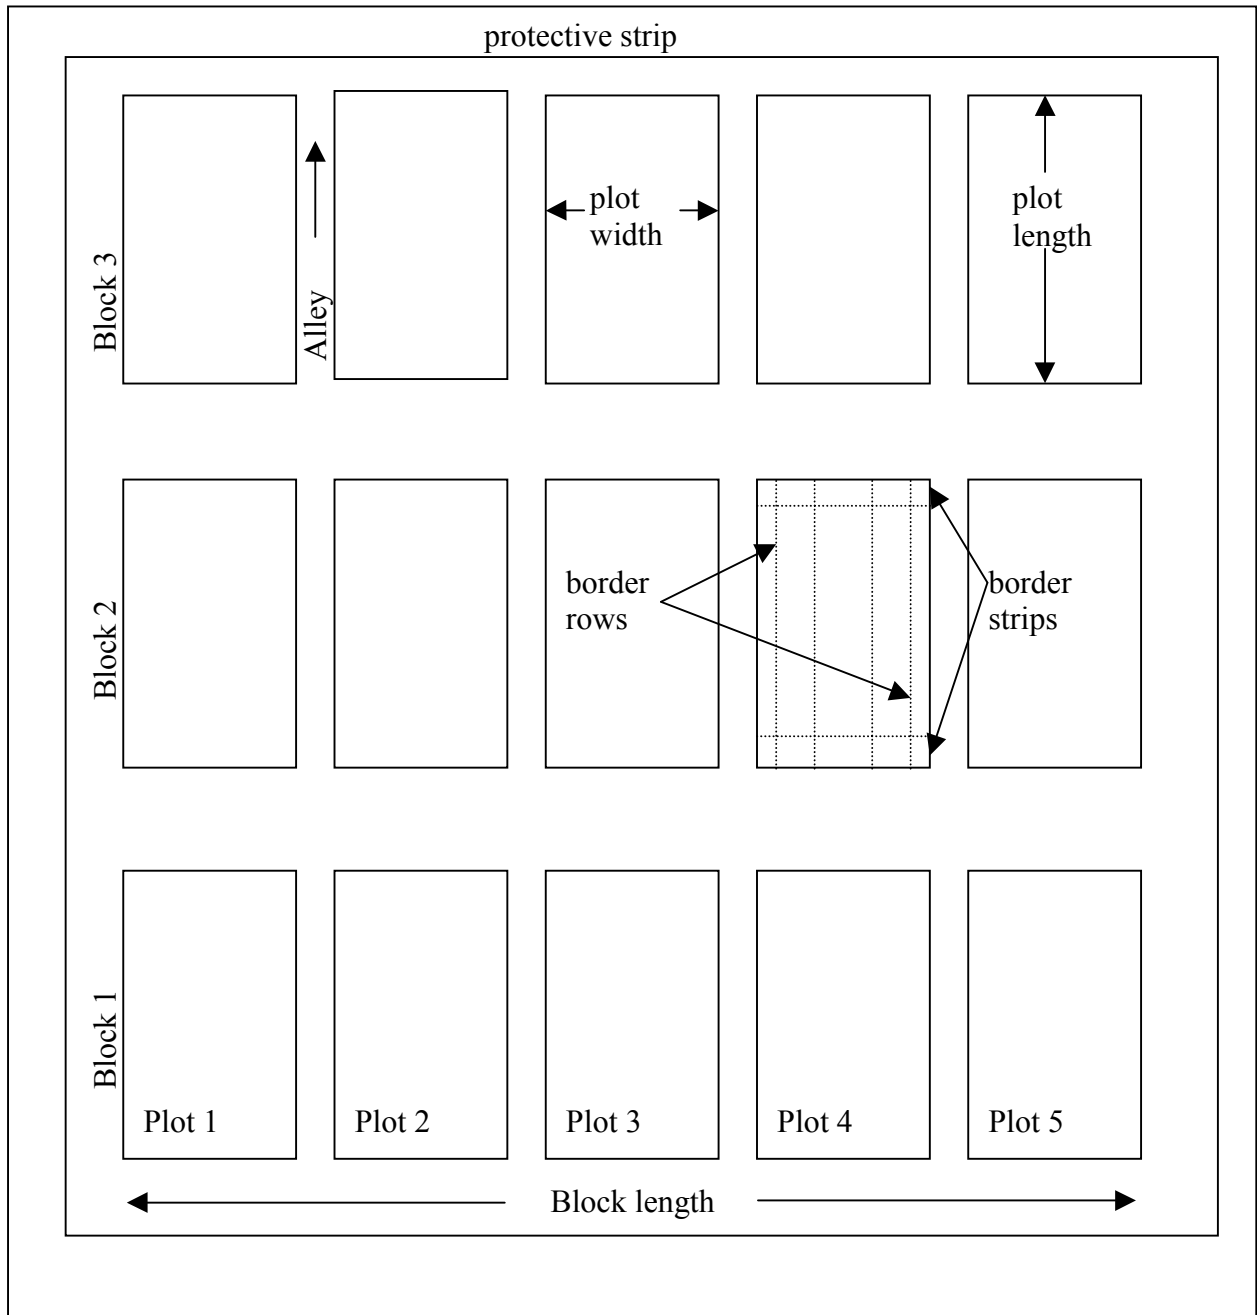 protective strip
plot
width
plot
length
Block 3
Alley
border
rows
border
strips
Block 2
Block 1
Plot 1
Plot 2
Plot 3
Plot 4
Plot 5
Block length